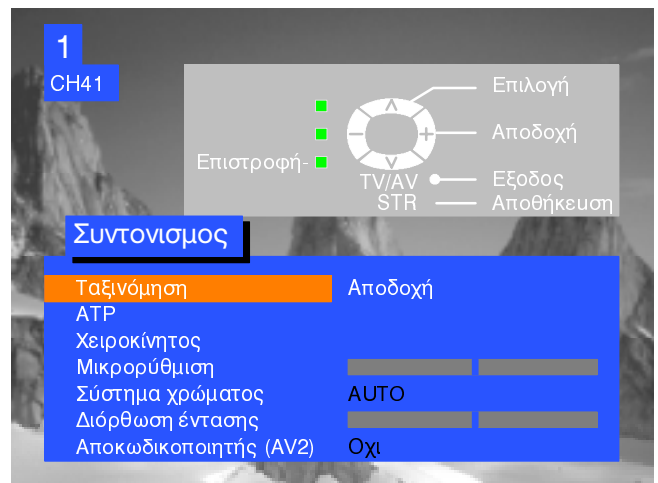 1
CH41
Επιλογή
Αποδοχή
Επιστροφή-
TV/AV Εξοδος
STR Αποθήκευση
Συντονισμος
Ταξινόμηση Αποδοχή
ATP
Χειροκίνητος
Μικρορύθμιση
Σύστημα χρώματος AUTO
Διόρθωση έντασης
Αποκωδικοποιητής (AV2) Οχι